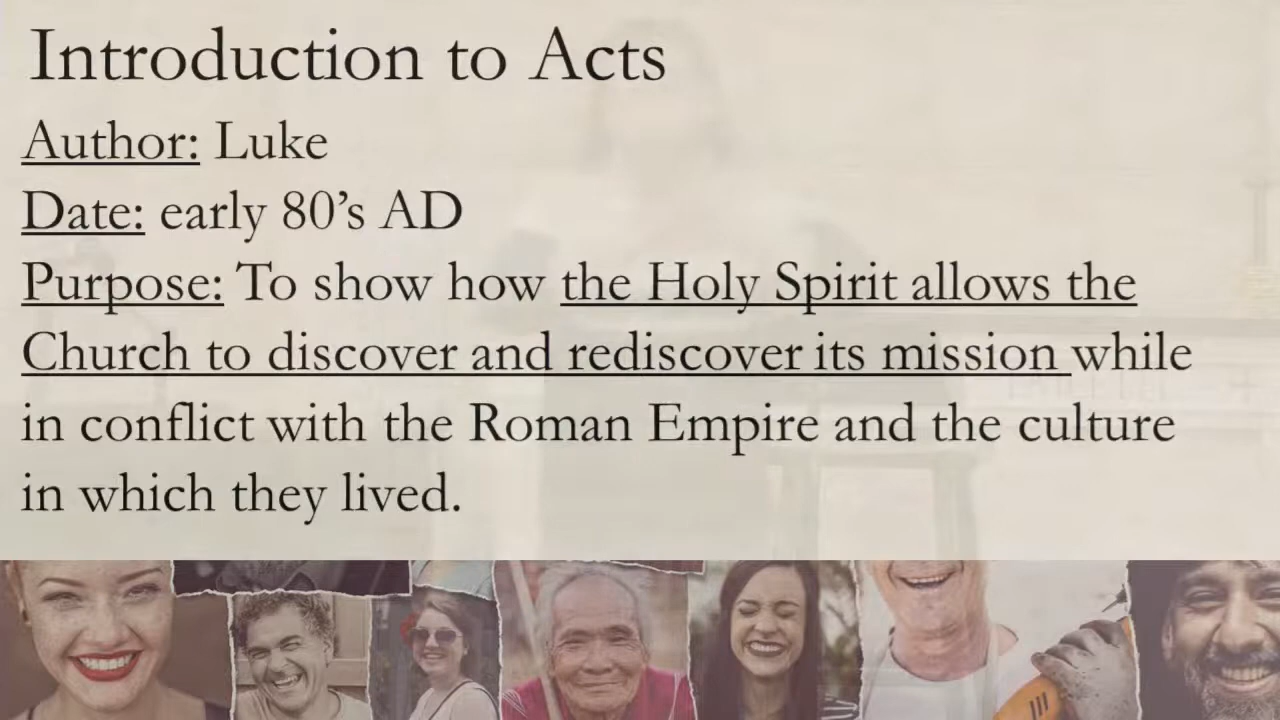 Introduction to Acts
Author: Luke
Date: early 80’s AD
Purpose: To show how the Holy Spirit allows the
Church to discover and rediscover its mission while
in conflict with the Roman Empire and the culture
in which they lived.